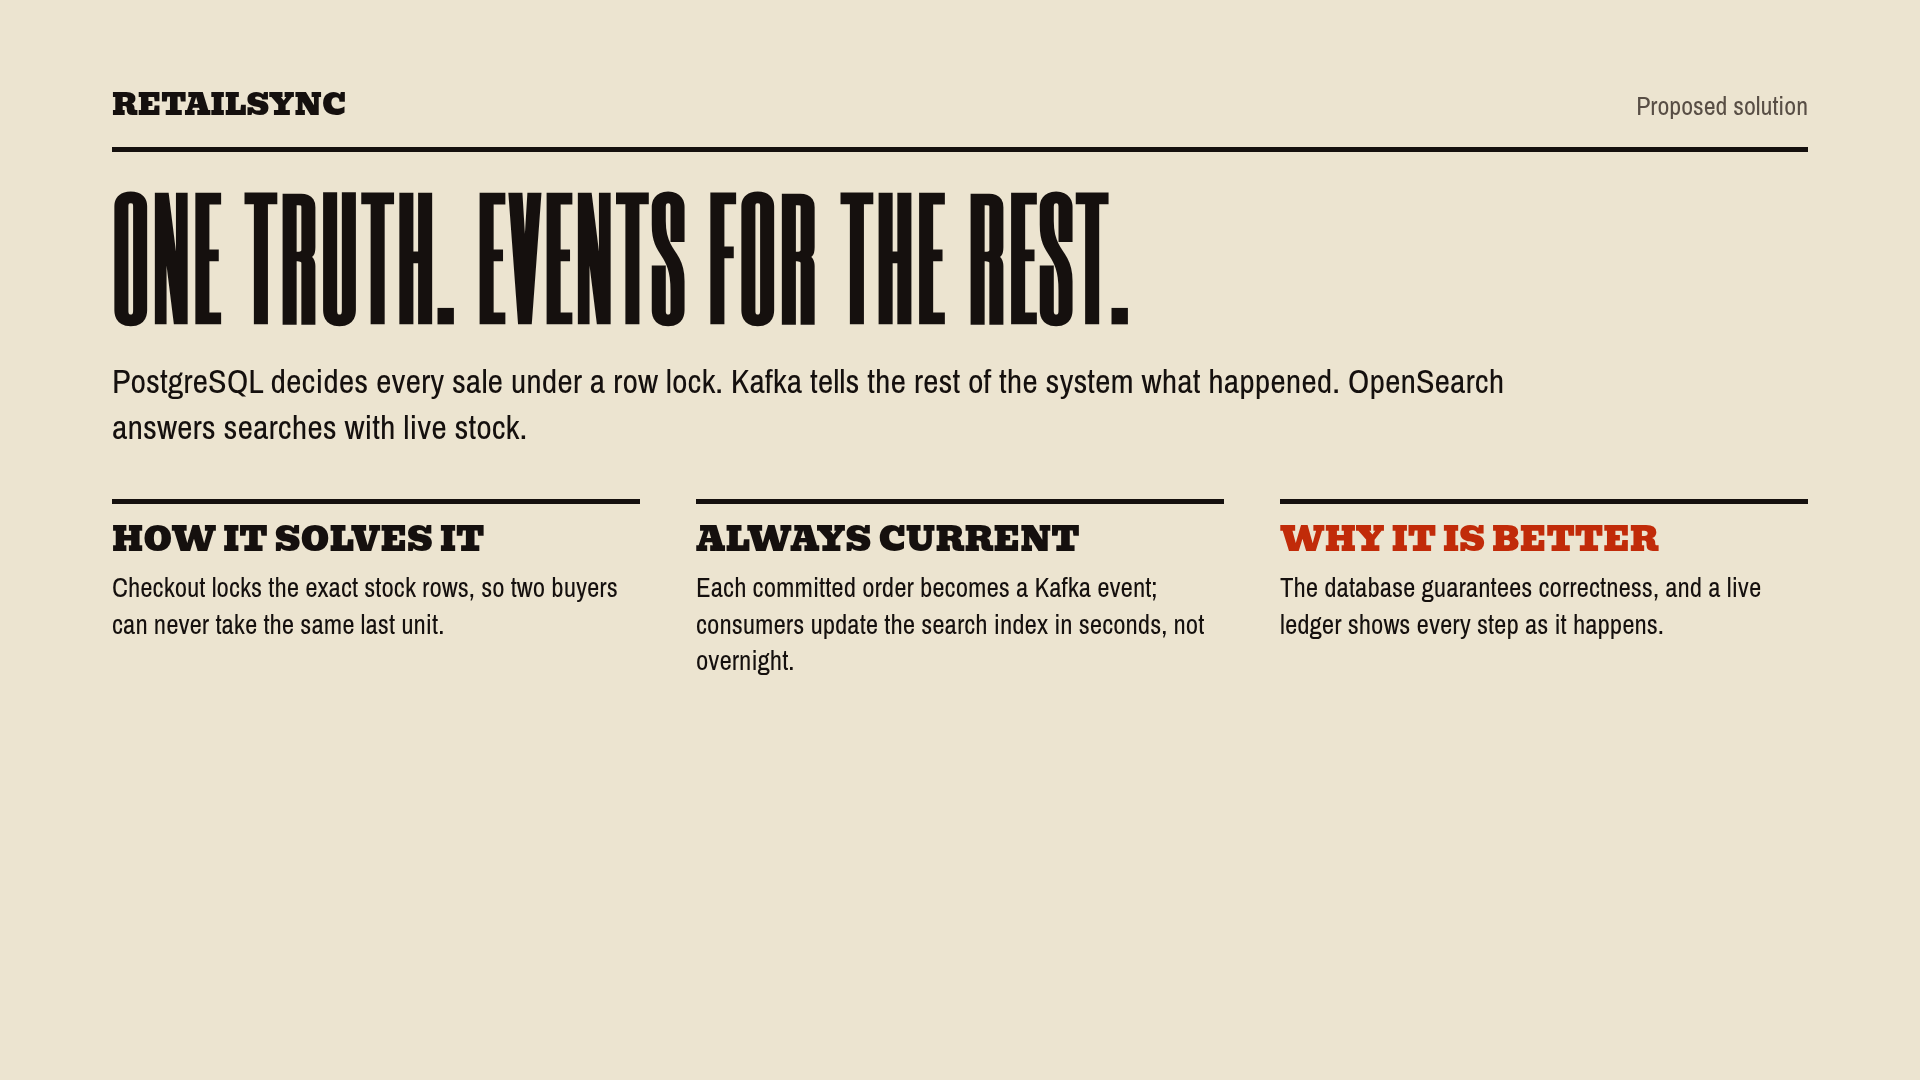 RETAILSYNC
Proposed solution
ONE TRUTH. EVENTS FOR THE REST.
PostgreSQL decides every sale under a row lock. Kafka tells the rest of the system what happened. OpenSearch
answers searches with live stock.
HOW IT SOLVES IT
Checkout locks the exact stock rows, so two buyers
can never take the same last unit.
ALWAYS CURRENT
Each committed order becomes a Kafka event;
consumers update the search index in seconds, not
overnight.
WHY IT IS BETTER
The database guarantees correctness, and a live
ledger shows every step as it happens.